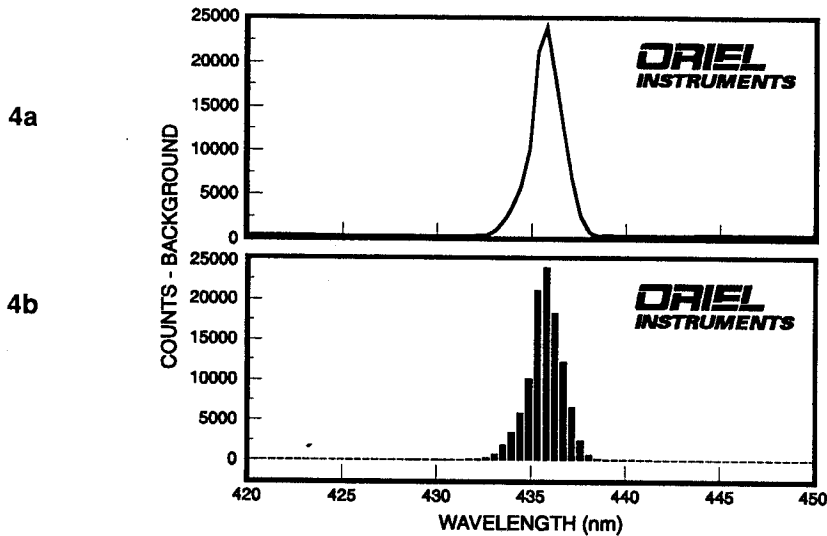 4a
COUNTS - BACKGROUND
25000
20000
15000
10000
5000
0
ORIEL
INSTRUMENTS
4b
25000
20000
15000
10000
5000
0
ORIEL
INSTRUMENTS
420 425 430 435 440 445 450
WAVELENGTH (nm)